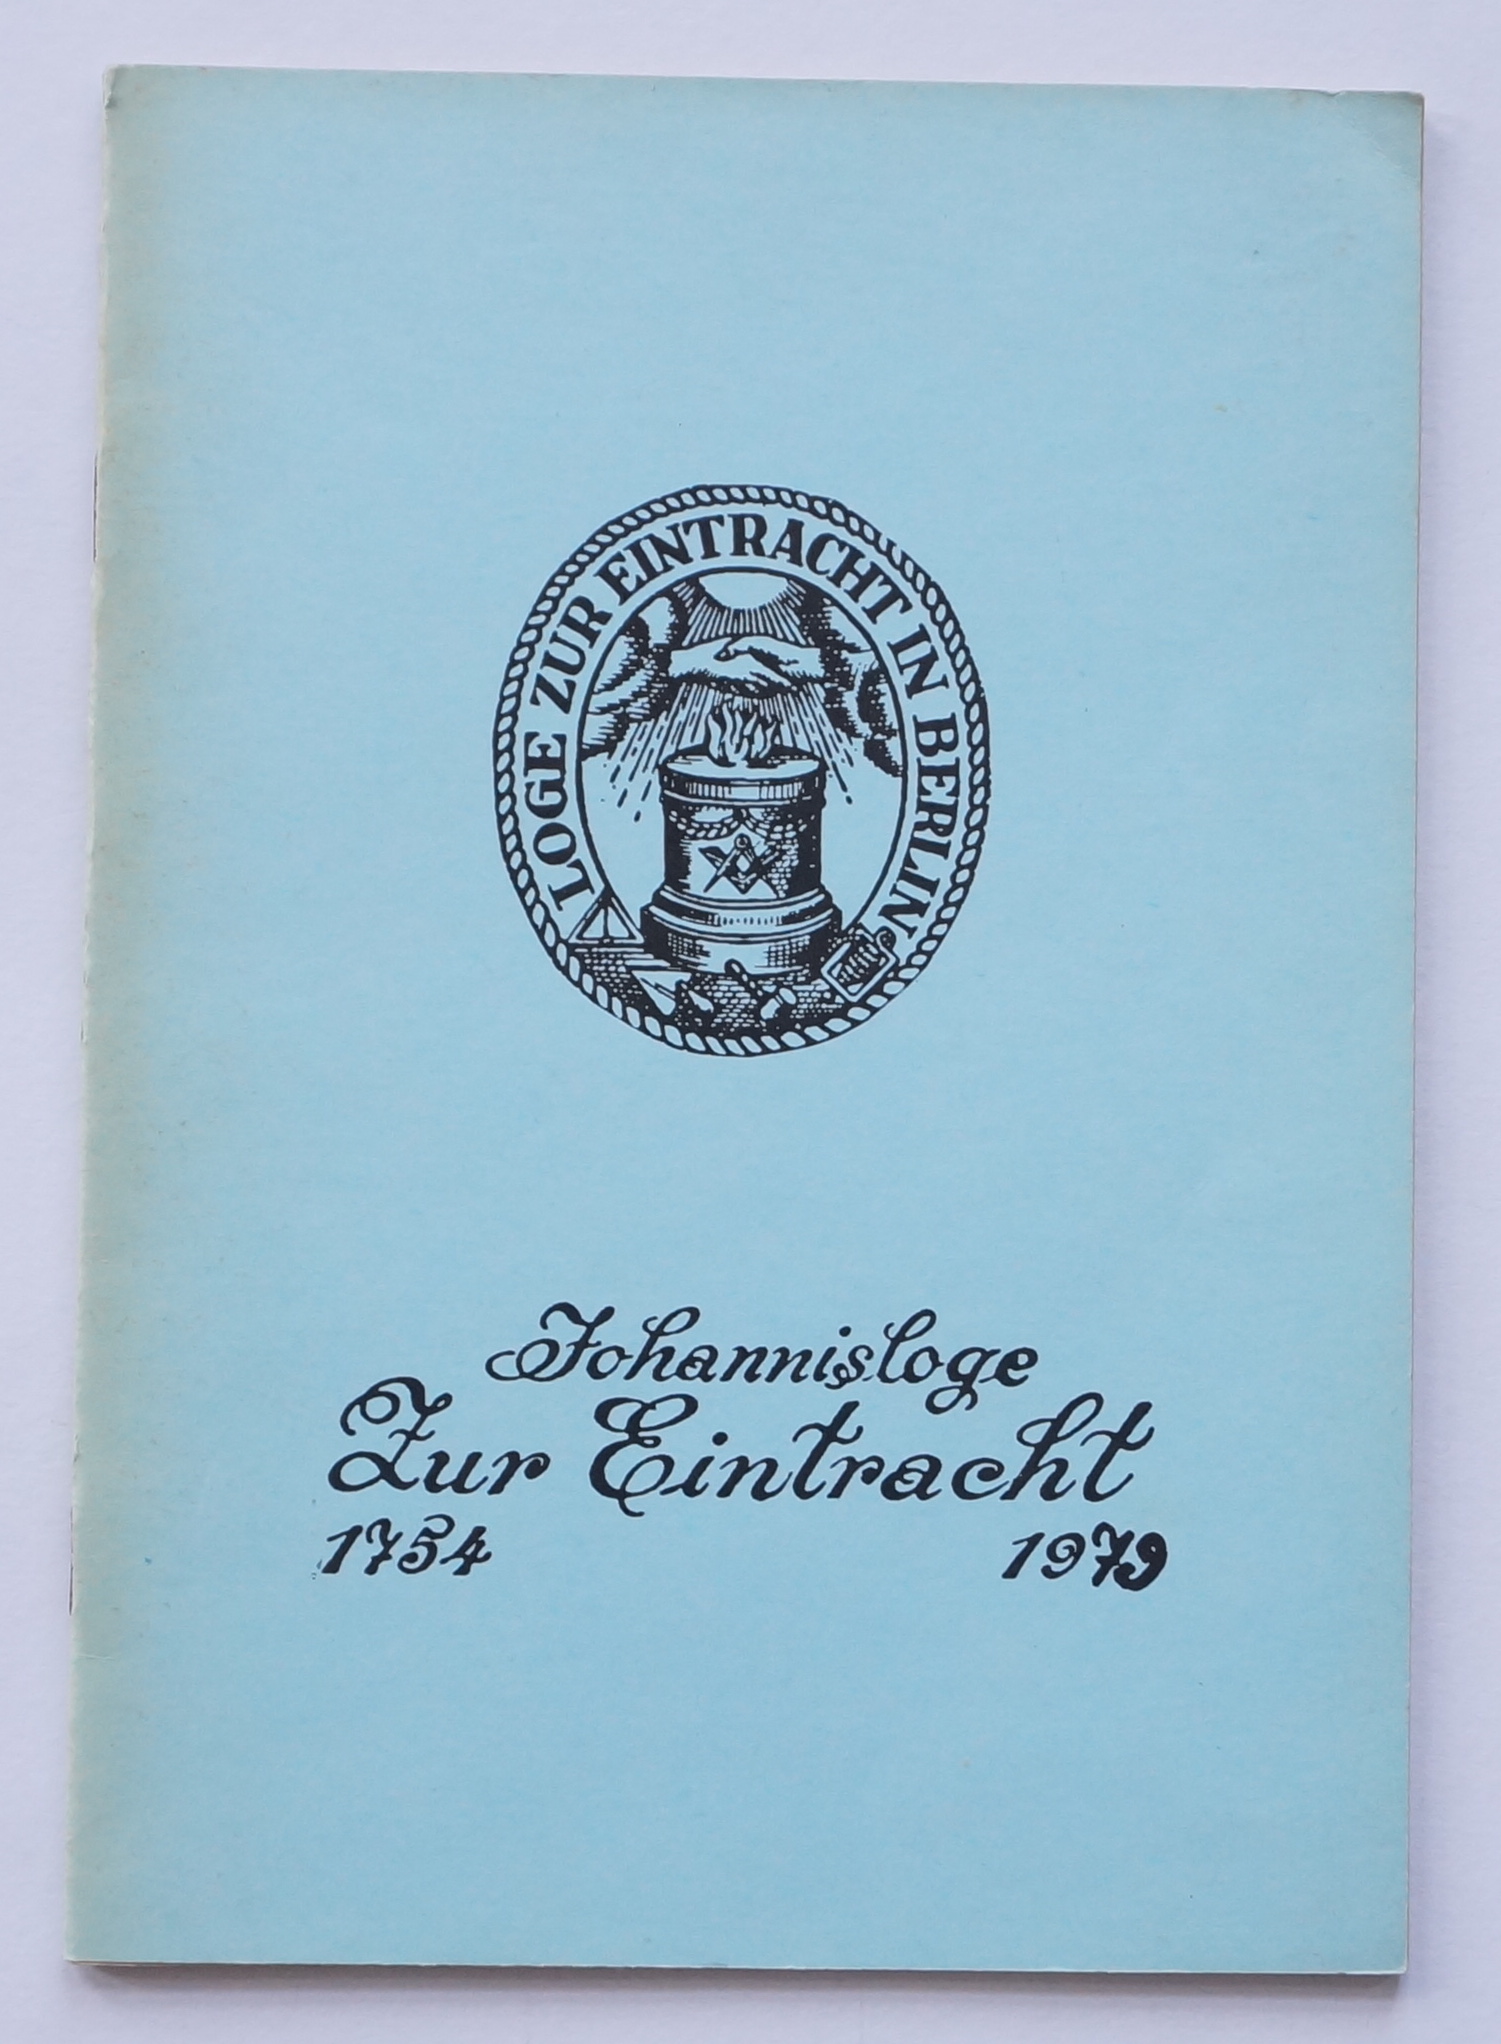 LOGE ZUR EINTRACHT IN BERLIN
Johannisloge
Zur Eintracht
1754 1979